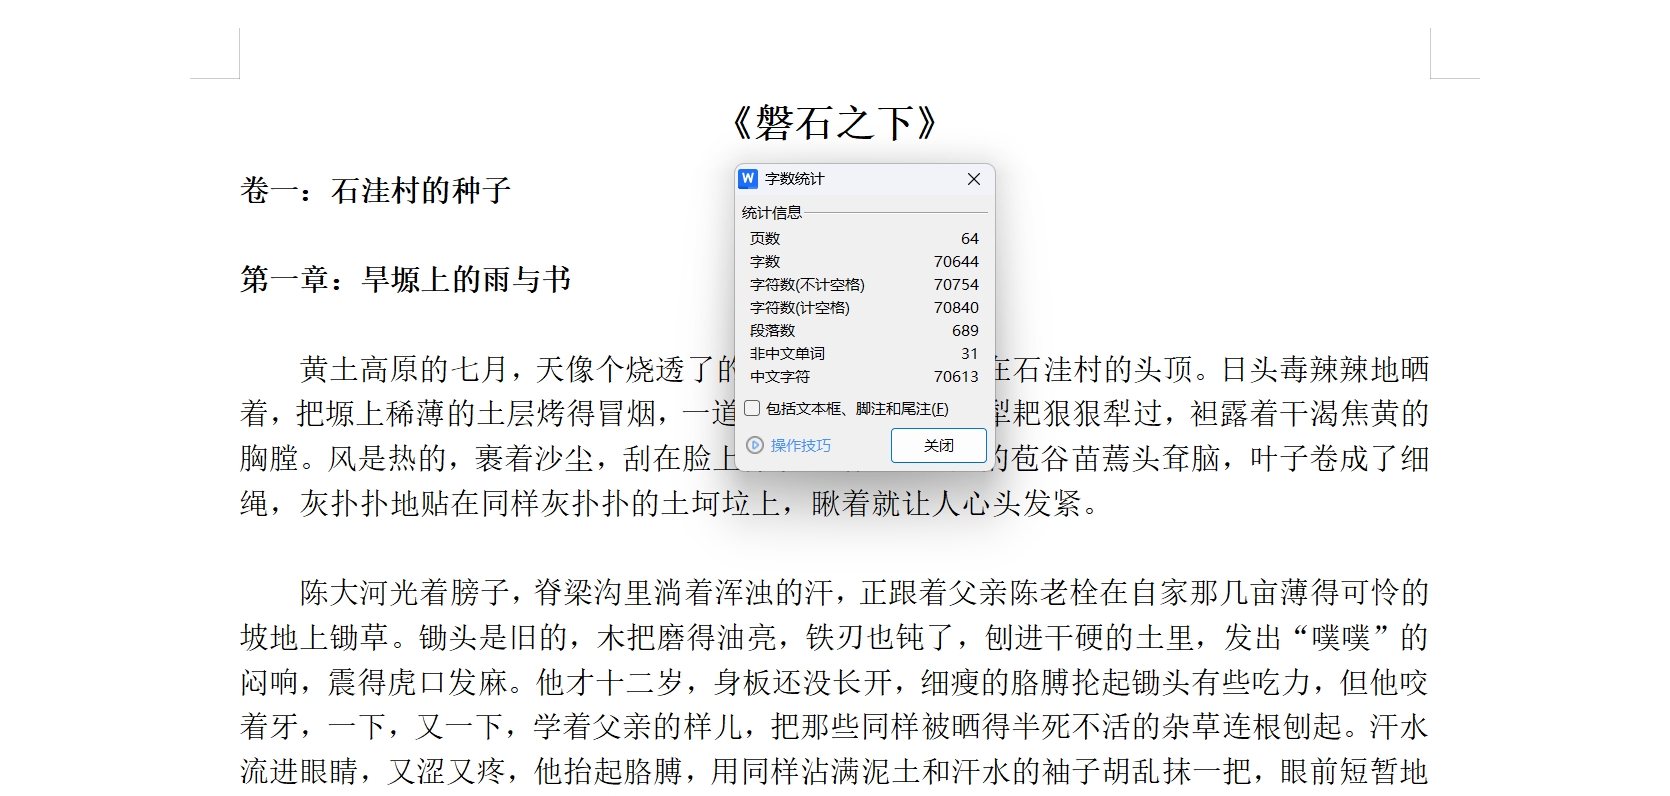 《磐石之下》
卷一：石洼村的种子
第一章：旱塬上的雨与书
W 字数统计
统计信息
页数 64
字数 70644
字符数(不计空格) 70754
字符数(计空格) 70840
段落数 689
非中文单词 31
中文字符 70613
包括文本框、脚注和尾注(F)
操作技巧
关闭
黄土高原的七月，天像个烧透了的 在石洼村的头顶。日头毒辣辣地晒
着，把塬上稀薄的土层烤得冒烟，一道 犁耙狠狠犁过，袒露着干渴焦黄的
胸膛。风是热的，裹着沙尘，刮在脸上 的苞谷苗蔫头耷脑，叶子卷成了细
绳，灰扑扑地贴在同样灰扑扑的土坷垃上，瞅着就让人心头发紧。
陈大河光着膀子，脊梁沟里淌着浑浊的汗，正跟着父亲陈老栓在自家那几亩薄得可怜的
坡地上锄草。锄头是旧的，木把磨得油亮，铁刃也钝了，刨进干硬的土里，发出“噗噗”的
闷响，震得虎口发麻。他才十二岁，身板还没长开，细瘦的胳膊抡起锄头有些吃力，但他咬
着牙，一下，又一下，学着父亲的样儿，把那些同样被晒得半死不活的杂草连根刨起。汗水
流进眼睛，又涩又疼，他抬起胳膊，用同样沾满泥土和汗水的袖子胡乱抹一把，眼前短暂地